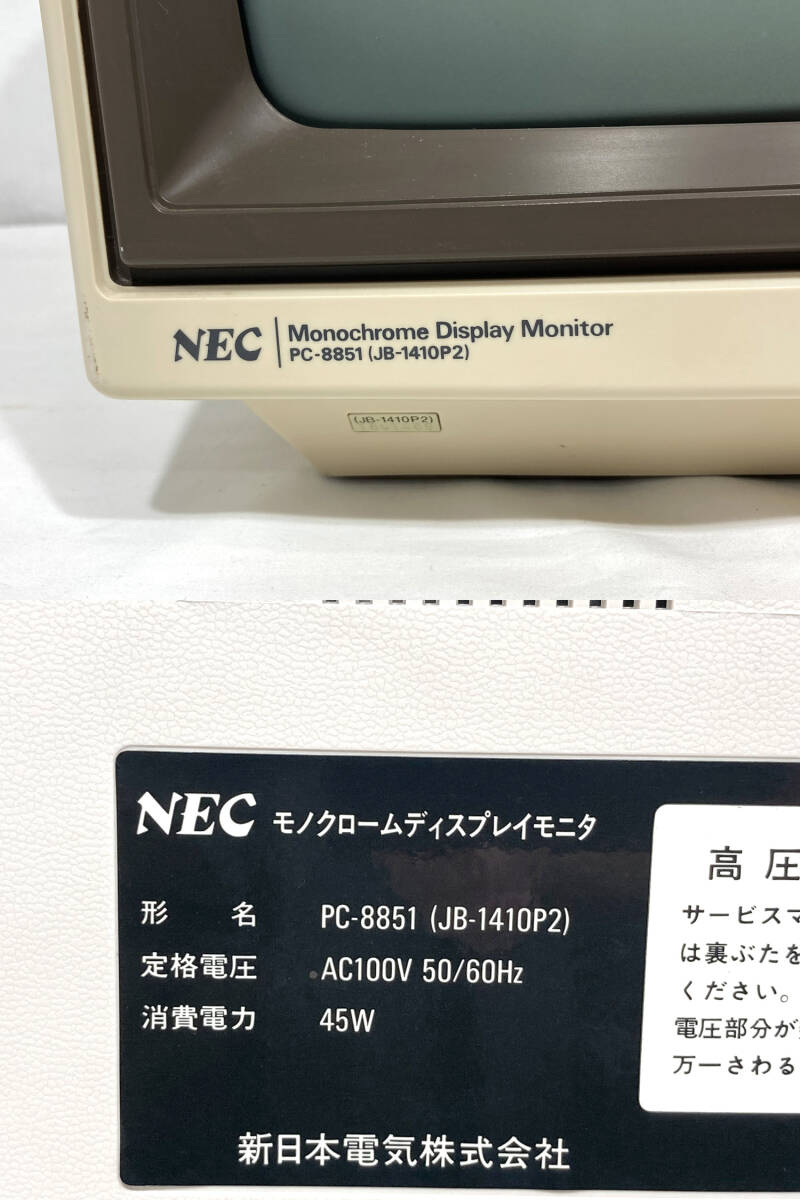 NEC
Monochrome Display Monitor
PC-8851 (JB-1410P2)
(JB-1410P2)
NEC モノクロームディスプレイモニタ
形名 PC-8851 (JB-1410P2)
定格電圧 AC100V 50/60Hz
消費電力 45W
新日本電気株式会社
高圧
サービスマ
は裏ぶたを
ください。
電圧部分が
万一さわる